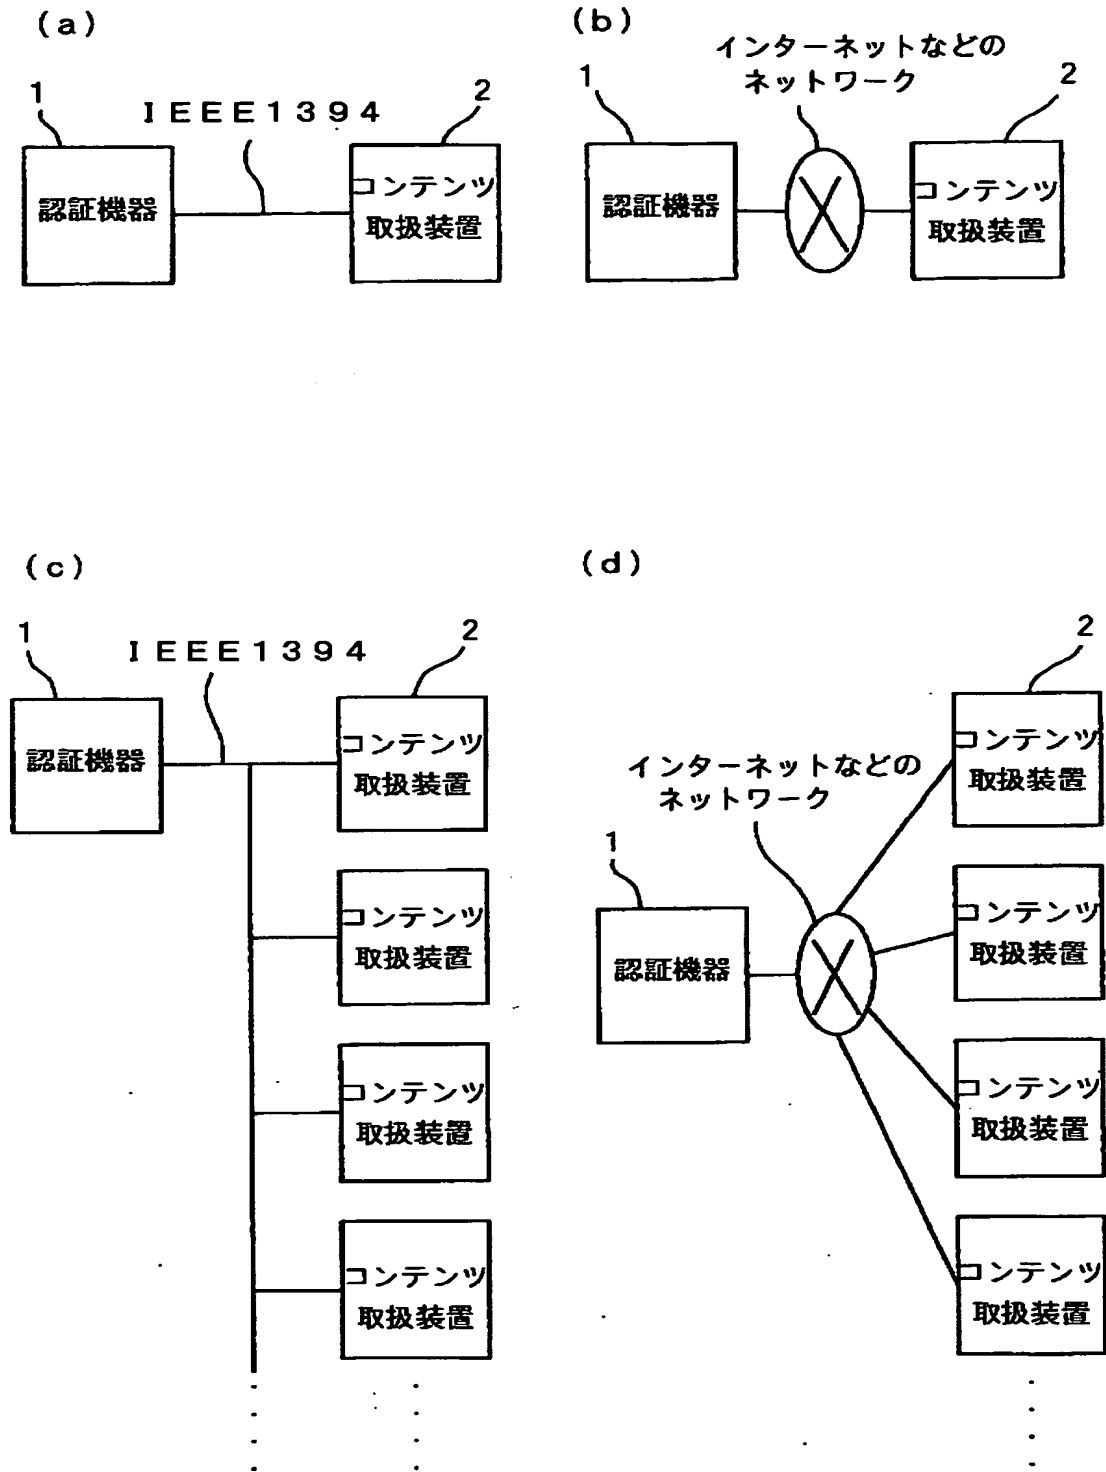 (a)
1
IEEE1394
2
認証機器
コンテンツ
取扱装置
(b)
インターネットなどの
ネットワーク
1
2
認証機器
コンテンツ
取扱装置
(c)
1
IEEE1394
2
認証機器
コンテンツ
取扱装置
コンテンツ
取扱装置
コンテンツ
取扱装置
コンテンツ
取扱装置
(d)
2
インターネットなどの
ネットワーク
1
認証機器
コンテンツ
取扱装置
コンテンツ
取扱装置
コンテンツ
取扱装置
コンテンツ
取扱装置